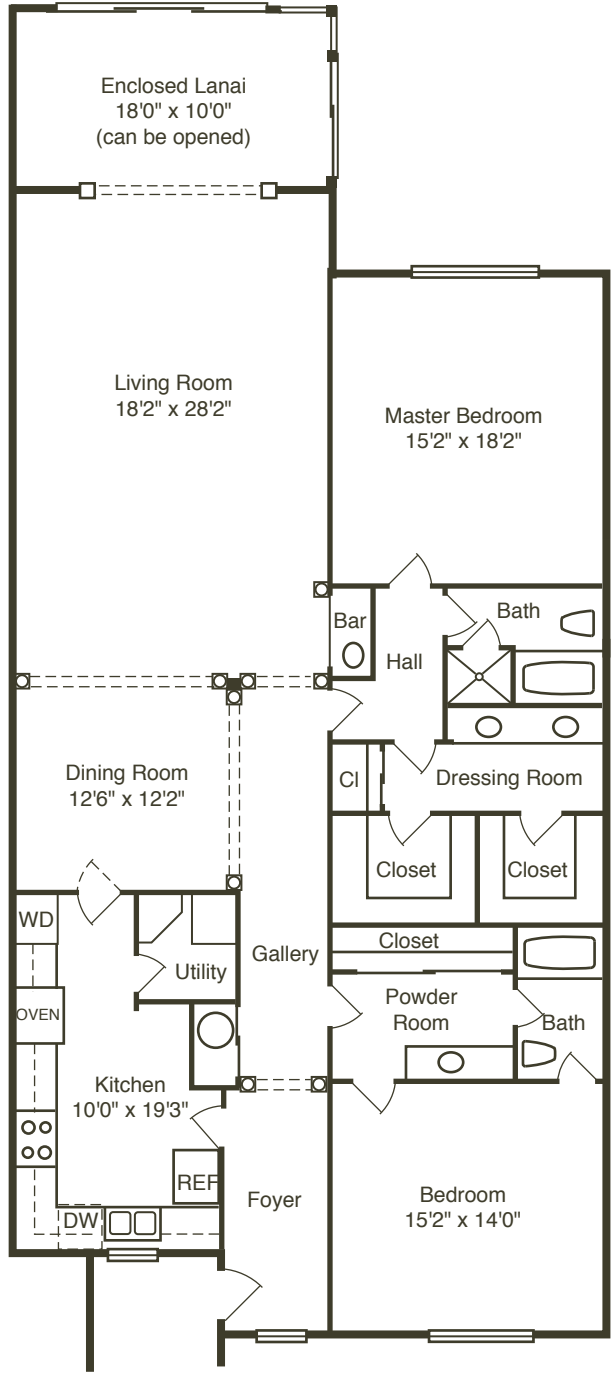 Enclosed Lanai
18'0" x 10'0"
(can be opened)
Living Room
18'2" x 28'2"
Master Bedroom
15'2" x 18'2"
Bath
Bar
Hall
Dining Room
12'6" x 12'2"
Cl
Dressing Room
Closet
Closet
WD
Closet
Gallery
Utility
Powder
Room
OVEN
Bath
Kitchen
10'0" x 19'3"
REF
Foyer
Bedroom
15'2" x 14'0"
DW